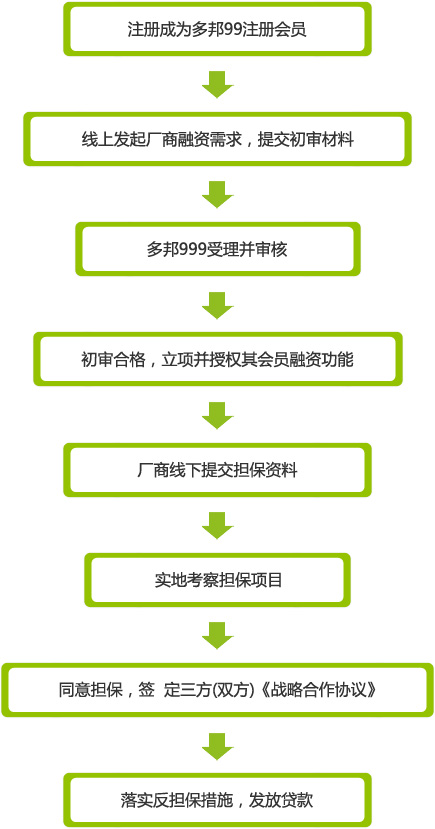 注册成为多邦99注册会员
线上发起厂商融资需求，提交初审材料
多邦999受理并审核
初审合格，立项并授权其会员融资功能
厂商线下提交担保资料
实地考察担保项目
同意担保，签  定三方(双方)《战略合作协议》
落实反担保措施，发放贷款